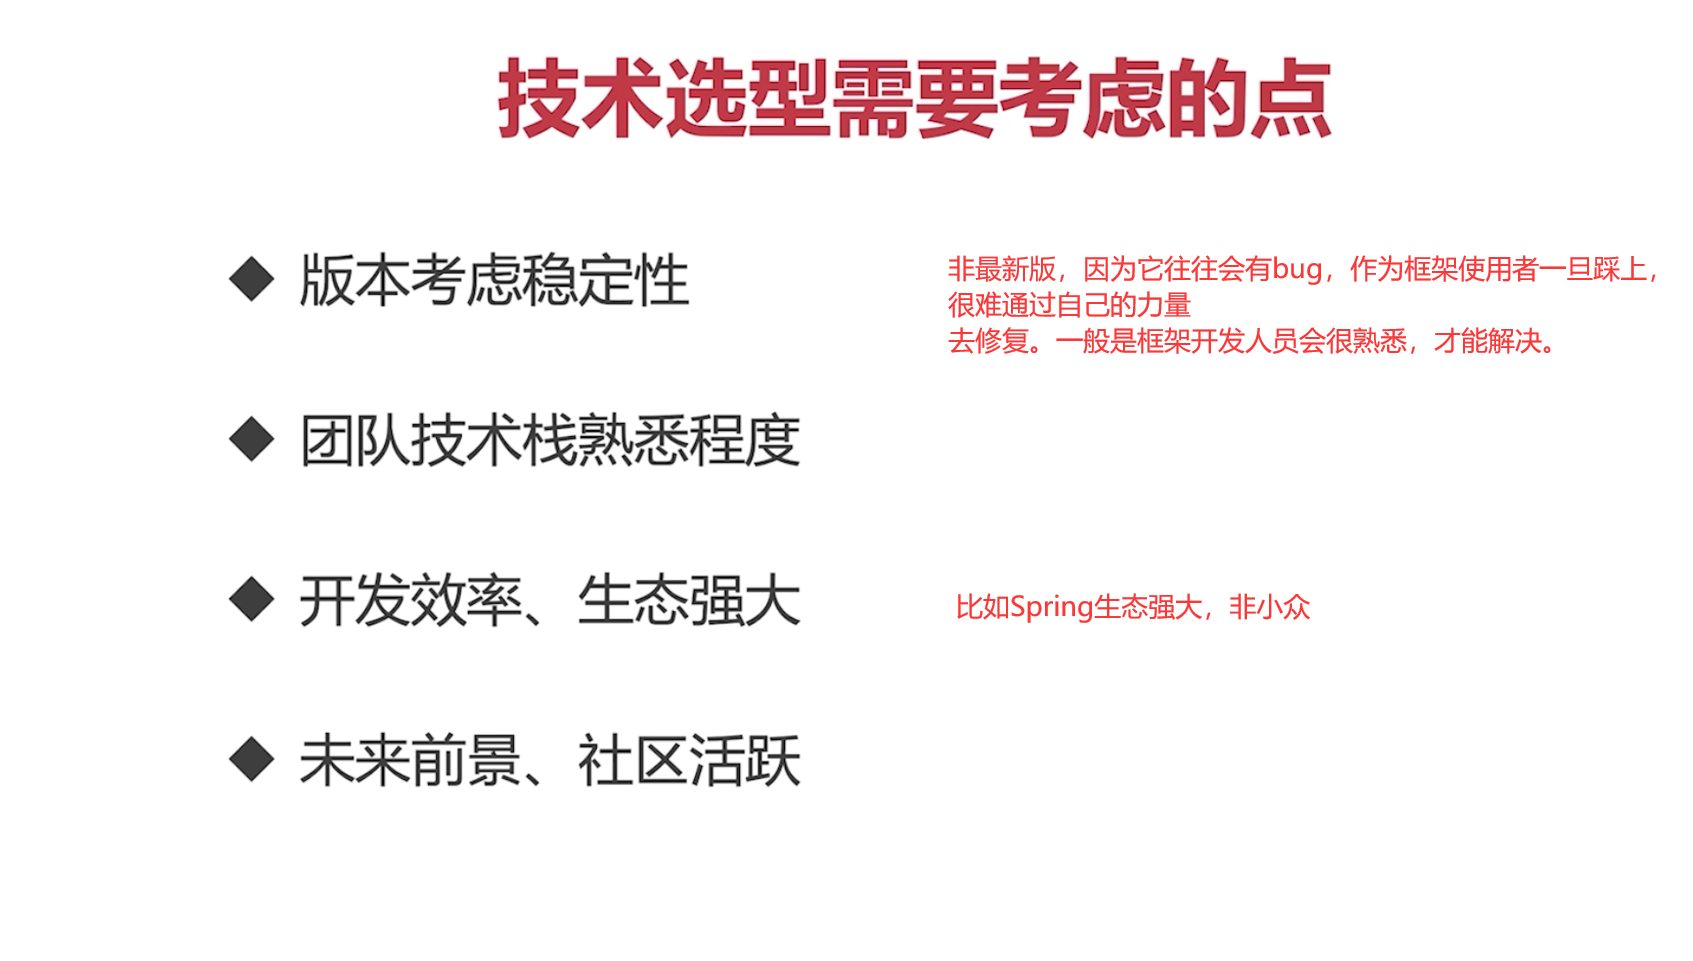 技术选型需要考虑的点
◆ 版本考虑稳定性
非最新版，因为它往往会有bug，作为框架使用者一旦踩上，
很难通过自己的力量
去修复。一般是框架开发人员会很熟悉，才能解决。
◆ 团队技术栈熟悉程度
◆ 开发效率、生态强大
比如Spring生态强大，非小众
◆ 未来前景、社区活跃